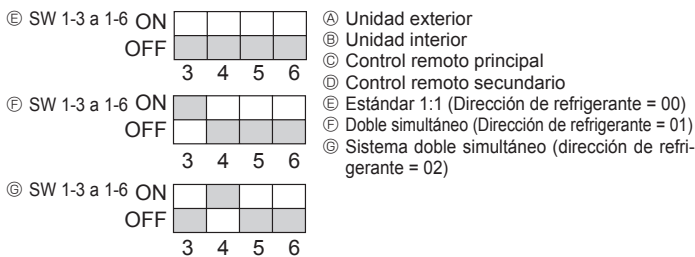 Ⓔ SW 1-3 a 1-6 ON
OFF
3 4 5 6
Ⓕ SW 1-3 a 1-6 ON
OFF
3 4 5 6
Ⓖ SW 1-3 a 1-6 ON
OFF
3 4 5 6
Ⓐ Unidad exterior
Ⓑ Unidad interior
Ⓒ Control remoto principal
Ⓓ Control remoto secundario
Ⓔ Estándar 1:1 (Dirección de refrigerante = 00)
Ⓕ Doble simultáneo (Dirección de refrigerante = 01)
Ⓖ Sistema doble simultáneo (dirección de refri-
gerante = 02)